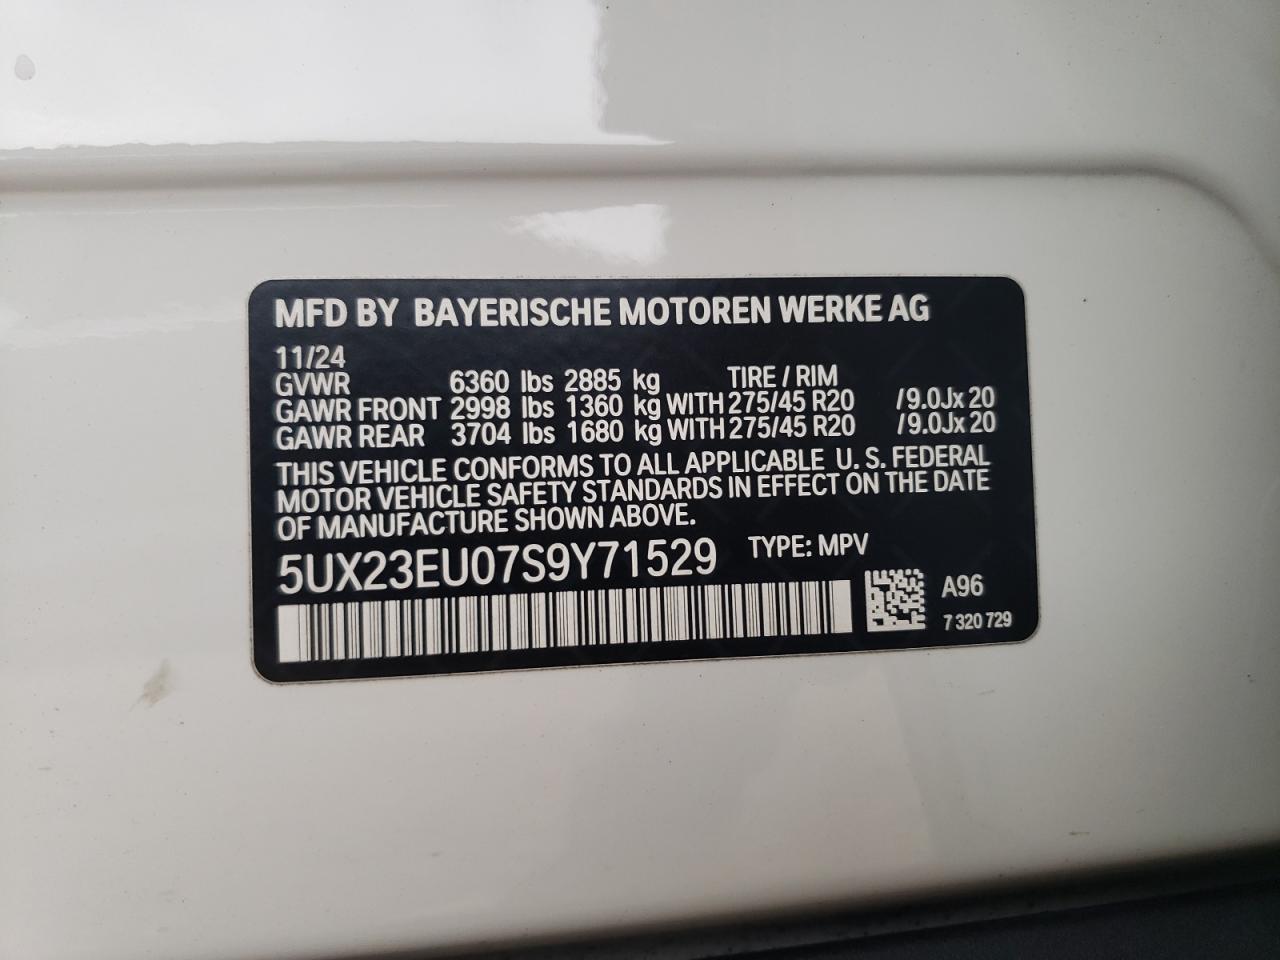 MFD BY BAYERISCHE MOTOREN WERKE AG
11/24
GVWR 6360 lbs 2885 kg TIRE / RIM
GAWR FRONT 2998 lbs 1360 kg WITH 275/45 R20 /9.0Jx 20
GAWR REAR 3704 lbs 1680 kg WITH 275/45 R20 /9.0Jx 20
THIS VEHICLE CONFORMS TO ALL APPLICABLE U. S. FEDERAL
MOTOR VEHICLE SAFETY STANDARDS IN EFFECT ON THE DATE
OF MANUFACTURE SHOWN ABOVE.
5UX23EU07S9Y71529 TYPE: MPV
A96
7 320 729